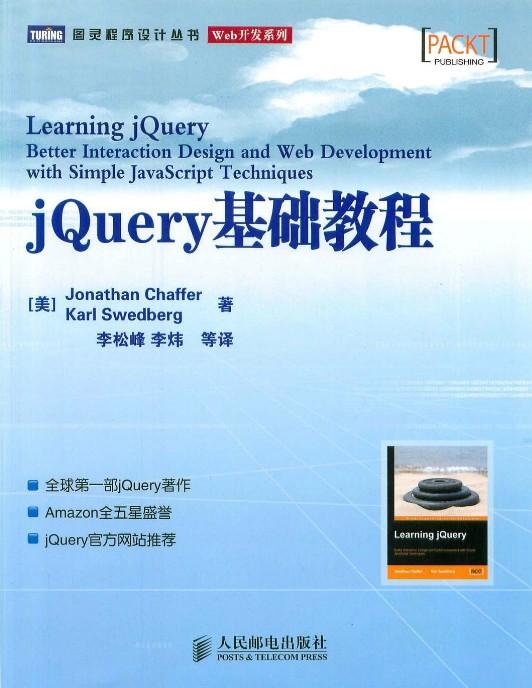 TURING 图灵程序设计丛书 Web开发系列
PACKT
PUBLISHING
Learning jQuery
Better Interaction Design and Web Development
with Simple JavaScript Techniques
jQuery基础教程
[美] Jonathan Chaffer
Karl Swedberg 著
李松峰 李炜 等译
全球第一部jQuery著作
Amazon全五星盛誉
jQuery官方网站推荐
Learning jQuery
Jonathan Chaffer Karl Swedberg
人民邮电出版社
POSTS & TELECOM PRESS